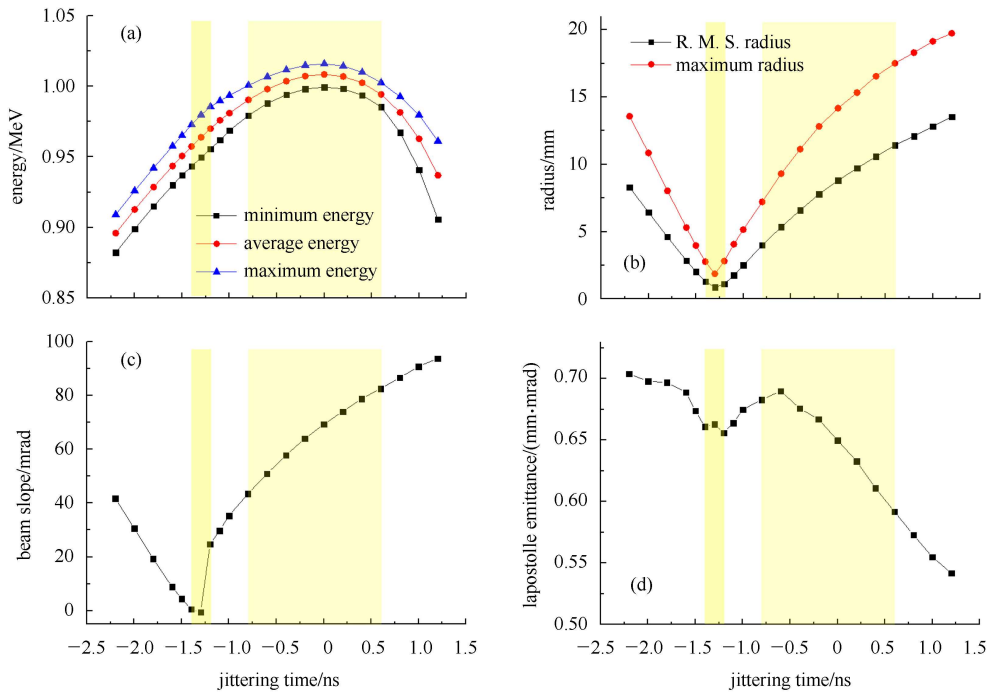 (a)
1.05
1.00
0.95
0.90
0.85
energy/MeV
minimum energy
average energy
maximum energy
(b)
20
15
10
5
0
radius/mm
R. M. S. radius
maximum radius
(c)
100
80
60
40
20
0
beam slope/mrad
−2.5 −2.0 −1.5 −1.0 −0.5 0 0.5 1.0 1.5
jittering time/ns
(d)
0.70
0.65
0.60
0.55
0.50
lapostolle emittance/(mm·mrad)
−2.5 −2.0 −1.5 −1.0 −0.5 0 0.5 1.0 1.5
jittering time/ns